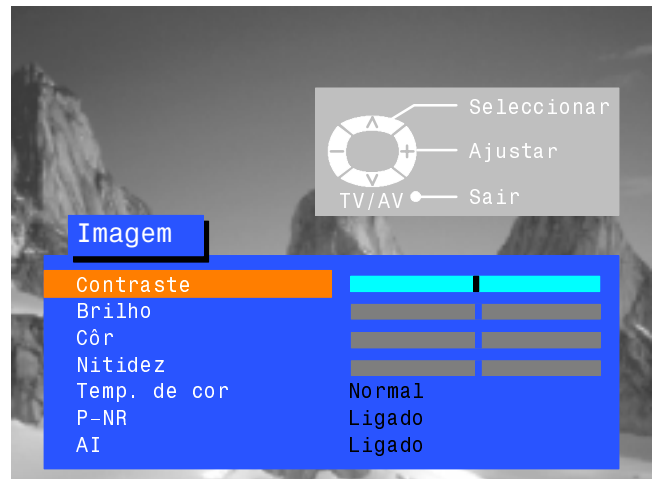 Seleccionar
Ajustar
TV/AV Sair
Imagem
Contraste
Brilho
Côr
Nitidez
Temp. de cor Normal
P-NR Ligado
AI Ligado